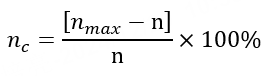 n_c = [n_max − n] / n × 100%